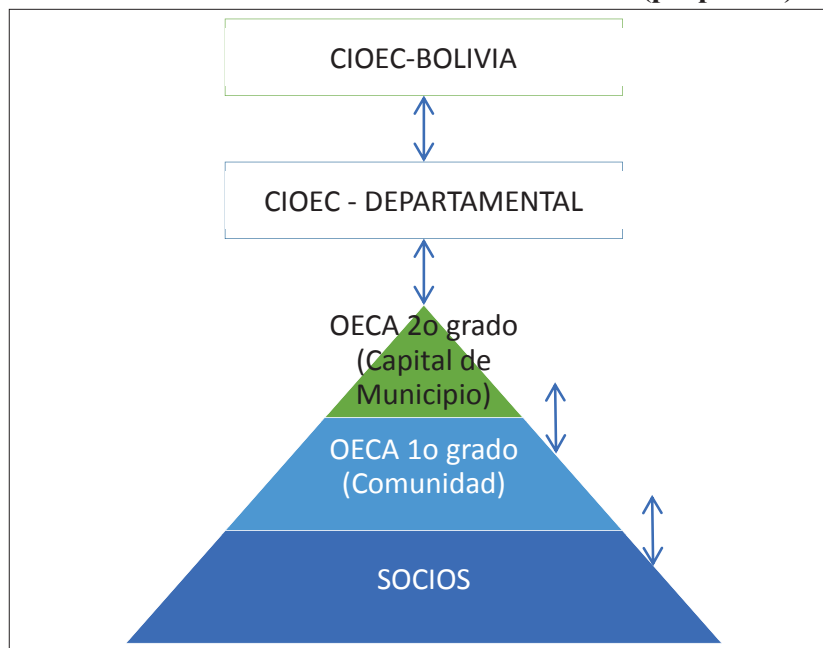 CIOEC-BOLIVIA
CIOEC - DEPARTAMENTAL
OECA 2o grado
(Capital de
Municipio)
OECA 1o grado
(Comunidad)
SOCIOS